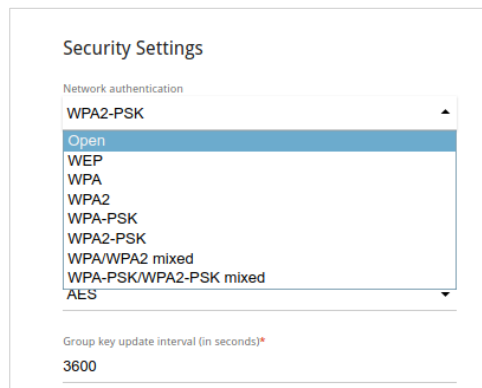 Security Settings
Network authentication
WPA2-PSK
Open
WEP
WPA
WPA2
WPA-PSK
WPA2-PSK
WPA/WPA2 mixed
WPA-PSK/WPA2-PSK mixed
AES
Group key update interval (in seconds)*
3600